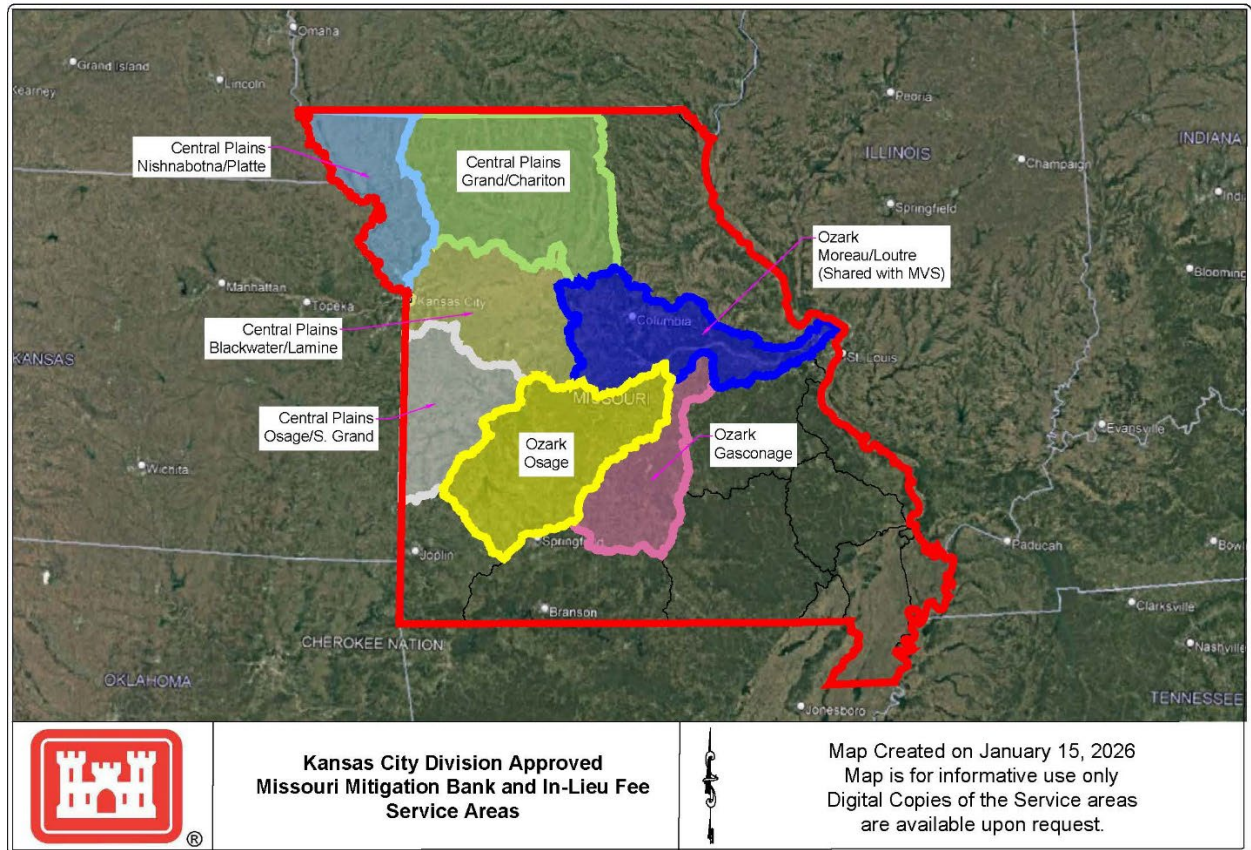 Omaha
Grand Island
Lincoln
Kearney
Peoria
INDIANA
ILLINOIS
Champaign
Central Plains
Nishnabotna/Platte
Central Plains
Grand/Chariton
Springfield
Ozark
Moreau/Loutre
(Shared with MVS)
Manhattan
Topeka
Kansas City
Columbia
Central Plains
Blackwater/Lamine
KANSAS
St. Louis
MISSOURI
Central Plains
Osage/S. Grand
Evansville
Ozark
Osage
Ozark
Gasconage
Wichita
Joplin
Springfield
Paducah
Branson
Clarksville
CHEROKEE NATION
Nashville
OKLAHOMA
TENNESSEE
Jonesboro
Kansas City Division Approved
Missouri Mitigation Bank and In-Lieu Fee
Service Areas
Map Created on January 15, 2026
Map is for informative use only
Digital Copies of the Service areas
are available upon request.
®